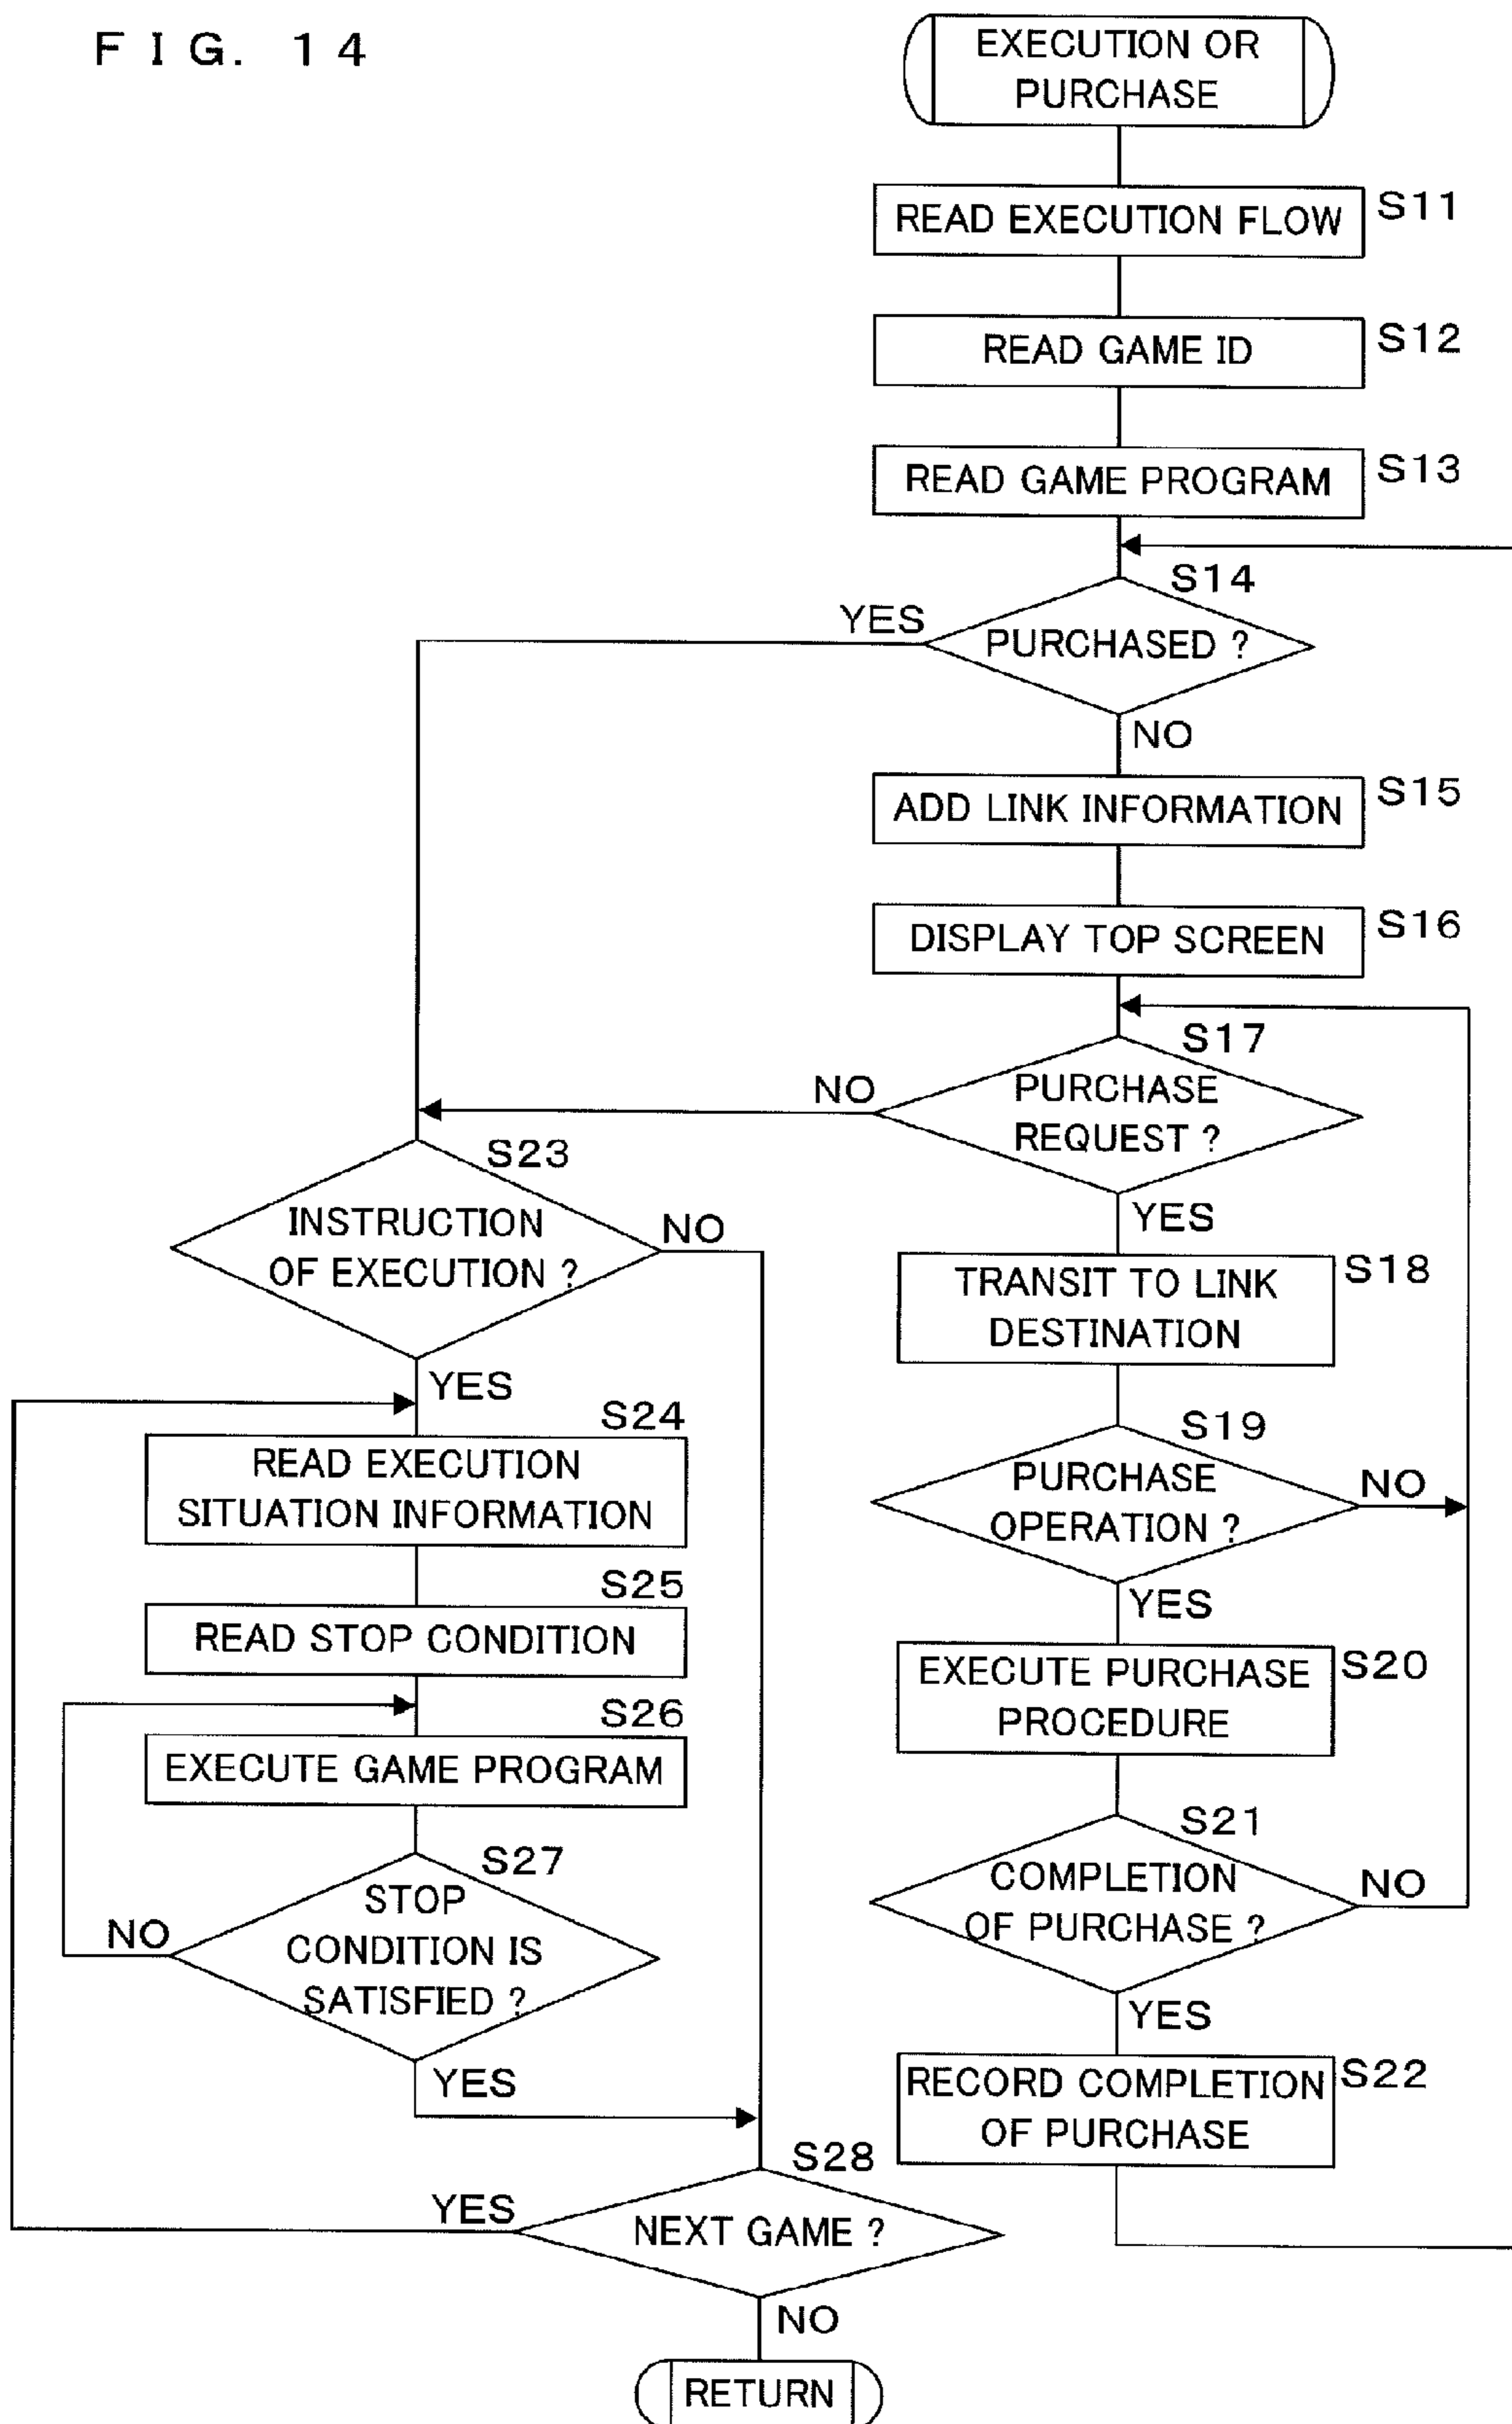 FIG. 14
EXECUTION OR
PURCHASE
READ EXECUTION FLOW
S11
READ GAME ID
S12
READ GAME PROGRAM
S13
S14
YES
PURCHASED ?
NO
ADD LINK INFORMATION
S15
DISPLAY TOP SCREEN
S16
S17
NO
PURCHASE
REQUEST ?
YES
TRANSIT TO LINK
DESTINATION
S18
S19
PURCHASE
OPERATION ?
NO
YES
EXECUTE PURCHASE
PROCEDURE
S20
S21
COMPLETION
OF PURCHASE ?
NO
YES
RECORD COMPLETION
OF PURCHASE
S22
S23
INSTRUCTION
OF EXECUTION ?
NO
YES
S24
READ EXECUTION
SITUATION INFORMATION
S25
READ STOP CONDITION
S26
EXECUTE GAME PROGRAM
S27
STOP
CONDITION IS
SATISFIED ?
NO
YES
S28
YES
NEXT GAME ?
NO
RETURN